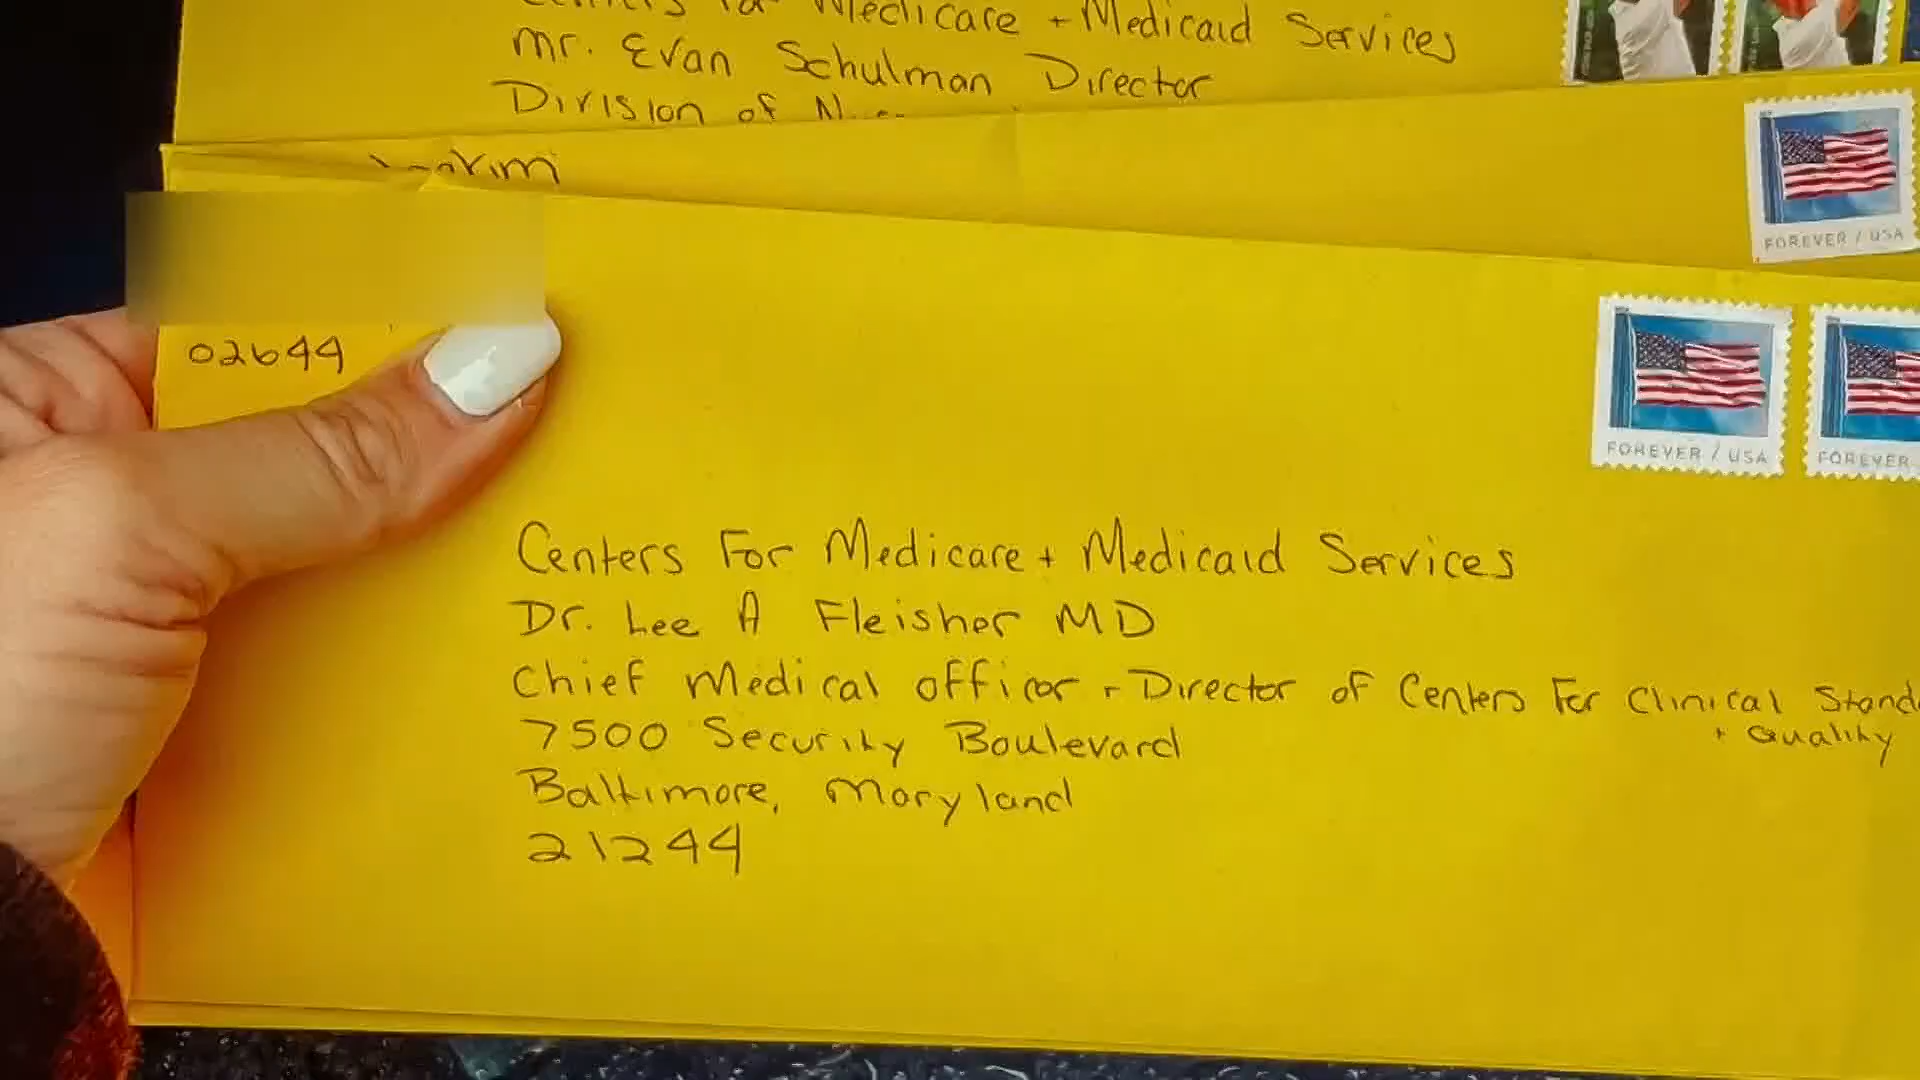 Centers for Medicare + Medicaid Services
Mr. Evan Schulman Director
Division of
FOREVER / USA
02644
FOREVER / USA
FOREVER
Centers For Medicare + Medicaid Services
Dr. Lee A Fleisher MD
Chief Medical Officer + Director of Centers For Clinical
+ Quality
7500 Security Boulevard
Baltimore, Maryland
21244